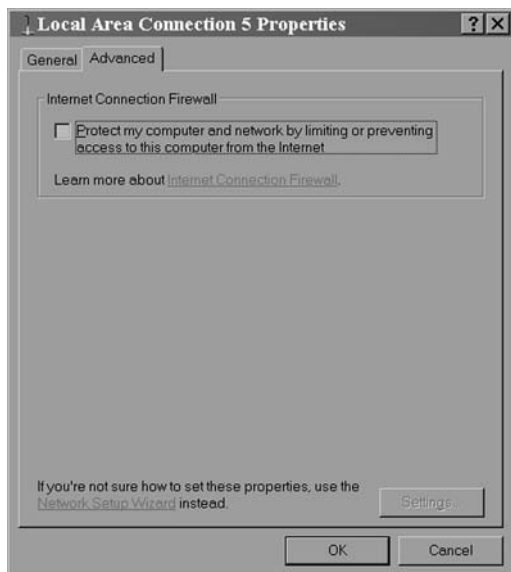 Local Area Connection 5 Properties
General Advanced
Internet Connection Firewall
Protect my computer and network by limiting or preventing
access to this computer from the Internet
Learn more about Internet Connection Firewall.
If you're not sure how to set these properties, use the
Network Setup Wizard instead.
Settings...
OK Cancel